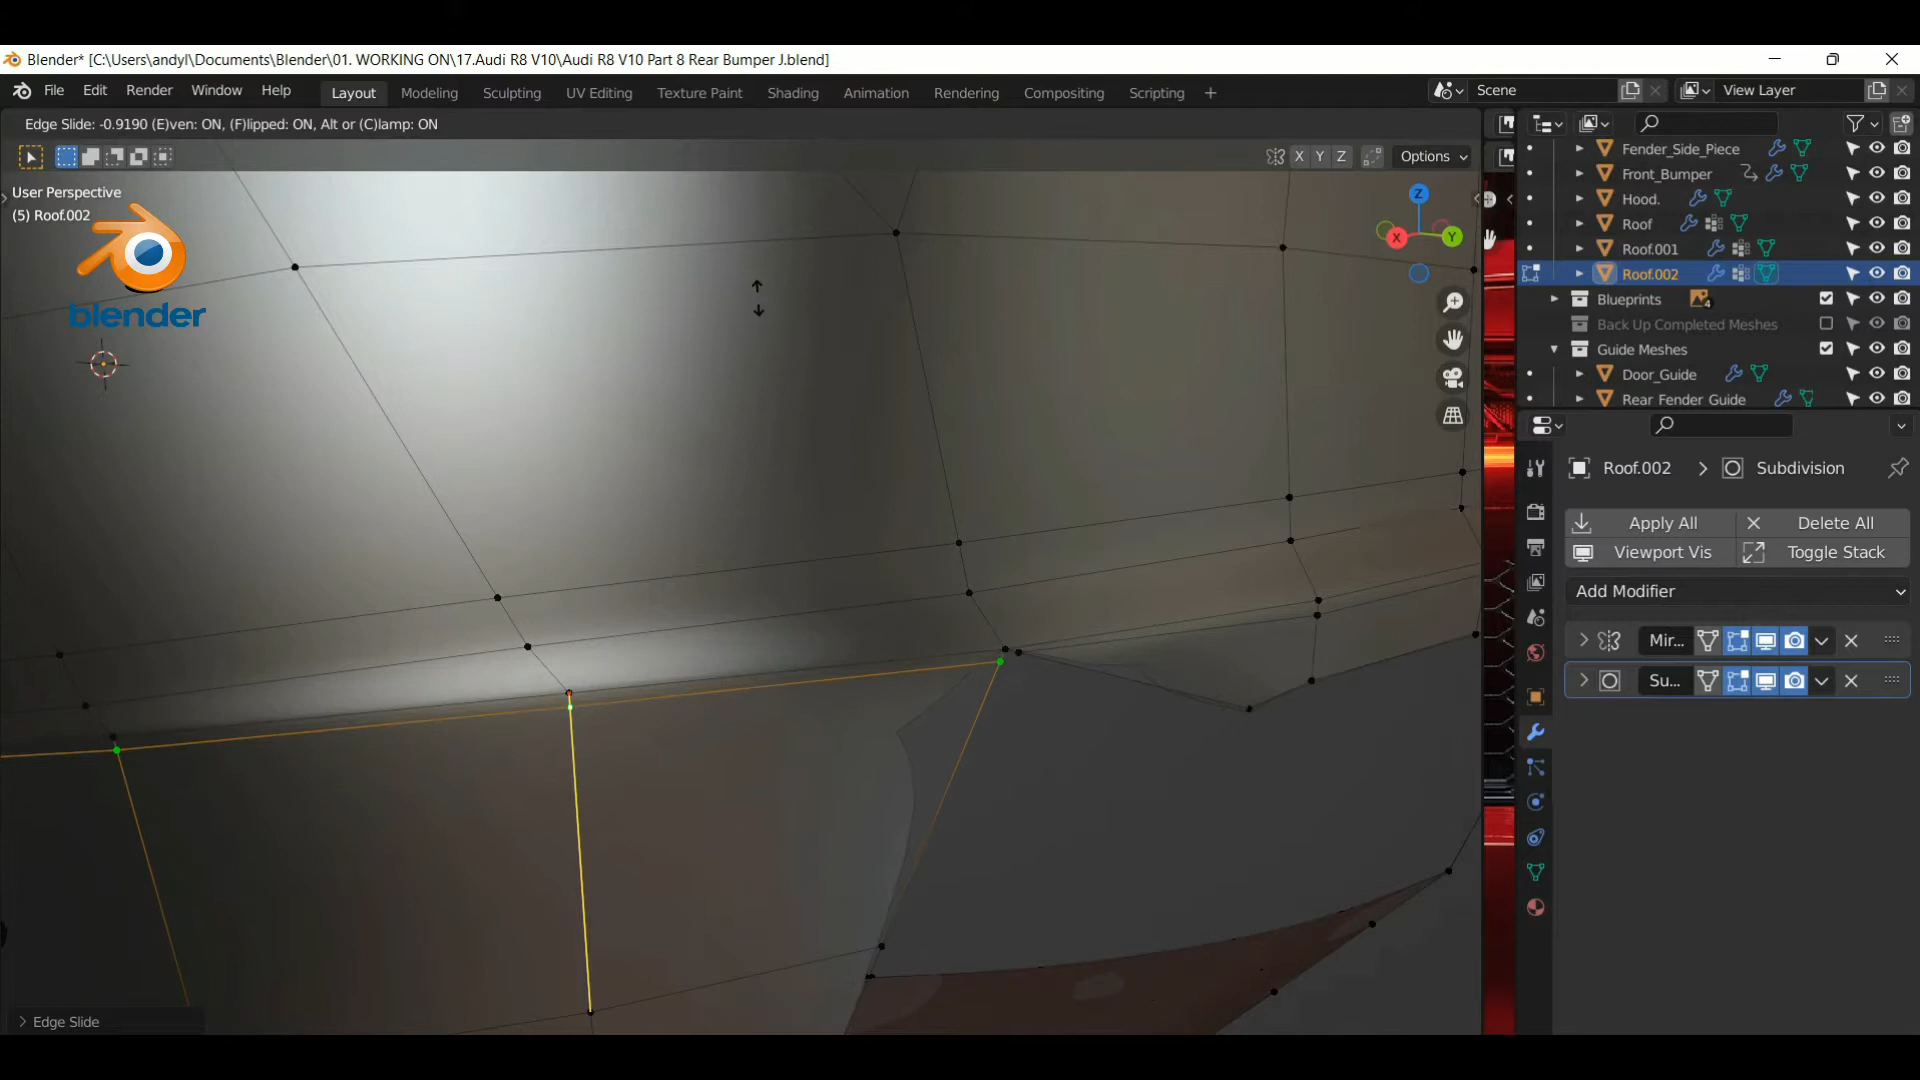 Blender* [C:\Users\andyl\Documents\Blender\01. WORKING ON\17.Audi R8 V10\Audi R8 V10 Part 8 Rear Bumper J.blend]
File Edit Render Window Help Layout Modeling Sculpting UV Editing Texture Paint Shading Animation Rendering Compositing Scripting + Scene View Layer
Edge Slide: -0.9190 (E)ven: ON, (F)lipped: ON, Alt or (C)lamp: ON
X Y Z Options
User Perspective
(5) Roof.002
blender
Z
X Y
Edge Slide
Fender_Side_Piece
Front_Bumper
Hood.
Roof
Roof.001
Roof.002
Blueprints 4
Back Up Completed Meshes
Guide Meshes
Door_Guide
Rear Fender Guide
Roof.002 > Subdivision
Apply All Delete All
Viewport Vis Toggle Stack
Add Modifier
Mir...
Su...